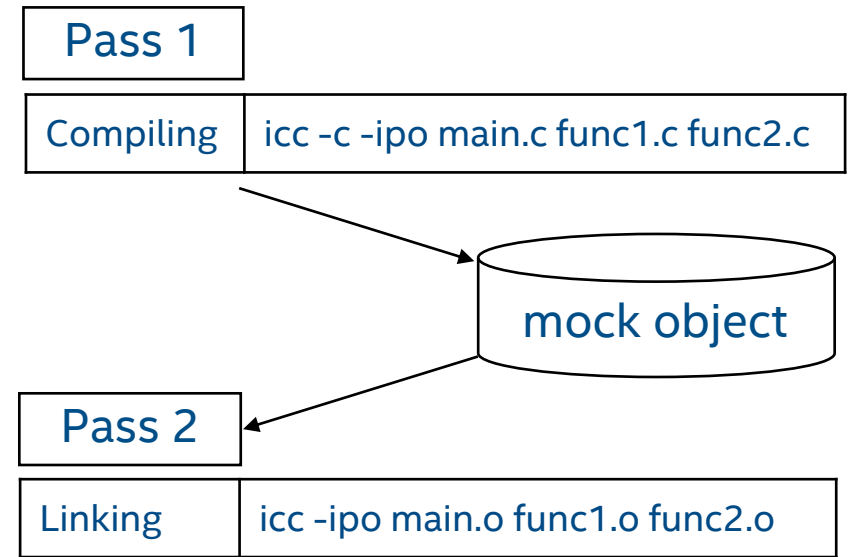 Pass 1
Compiling icc -c -ipo main.c func1.c func2.c
mock object
Pass 2
Linking icc -ipo main.o func1.o func2.o